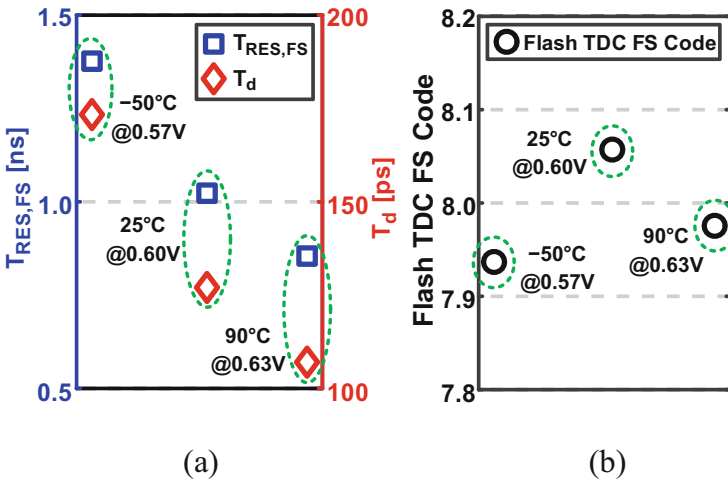 1.5
1.0
0.5
T_RES,FS [ns]
200
150
100
T_d [ps]
T_RES,FS
T_d
−50°C
@0.57V
25°C
@0.60V
90°C
@0.63V
(a)
8.2
8.1
8.0
7.9
7.8
Flash TDC FS Code
Flash TDC FS Code
25°C
@0.60V
−50°C
@0.57V
90°C
@0.63V
(b)